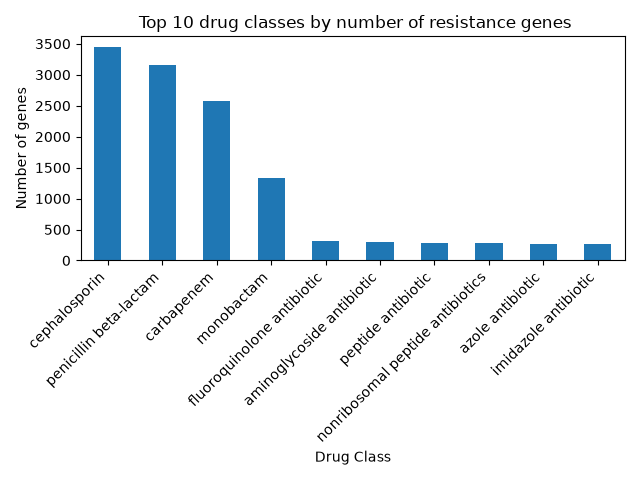 Top 10 drug classes by number of resistance genes
Number of genes
3500
3000
2500
2000
1500
1000
500
0
cephalosporin
penicillin beta-lactam
carbapenem
monobactam
fluoroquinolone antibiotic
aminoglycoside antibiotic
peptide antibiotic
nonribosomal peptide antibiotics
azole antibiotic
imidazole antibiotic
Drug Class